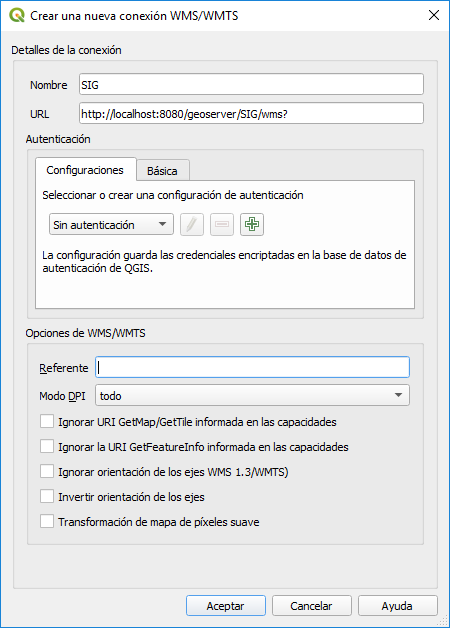 Crear una nueva conexión WMS/WMTS
Detalles de la conexión
Nombre SIG
URL http://localhost:8080/geoserver/SIG/wms?
Autenticación
Configuraciones Básica
Seleccionar o crear una configuración de autenticación
Sin autenticación
La configuración guarda las credenciales encriptadas en la base de datos de
autenticación de QGIS.
Opciones de WMS/WMTS
Referente
Modo DPI todo
Ignorar URI GetMap/GetTile informada en las capacidades
Ignorar la URI GetFeatureInfo informada en las capacidades
Ignorar orientación de los ejes WMS 1.3/WMTS)
Invertir orientación de los ejes
Transformación de mapa de píxeles suave
Aceptar Cancelar Ayuda